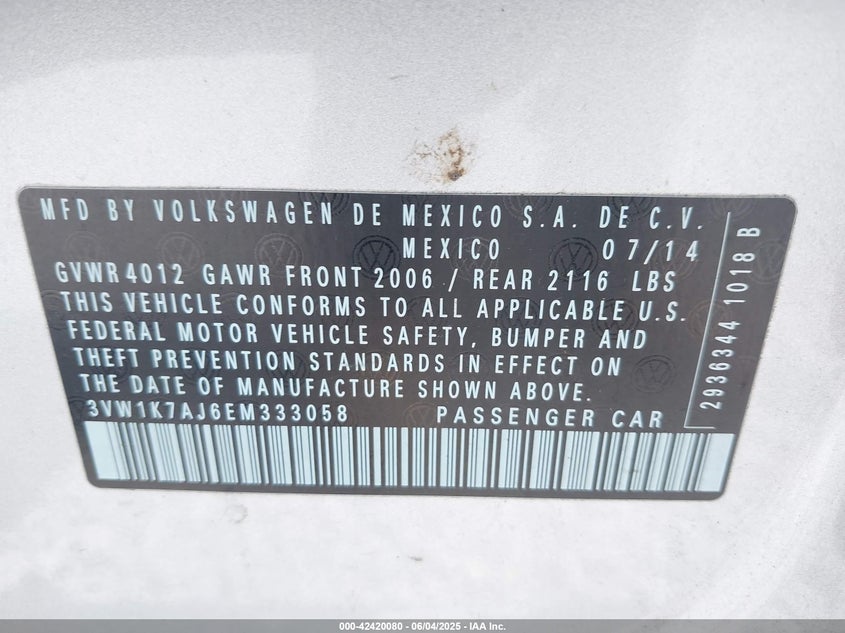 MFD BY VOLKSWAGEN DE MEXICO S.A. DE C.V.
MEXICO 07/14
GVWR 4012 GAWR FRONT 2006 / REAR 2116 LBS
THIS VEHICLE CONFORMS TO ALL APPLICABLE U.S.
FEDERAL MOTOR VEHICLE SAFETY, BUMPER AND
THEFT PREVENTION STANDARDS IN EFFECT ON
THE DATE OF MANUFACTURE SHOWN ABOVE.
3VW1K7AJ6EM333058 PASSENGER CAR
2936344 1018 B
000-42420080 - 06/04/2025 - IAA Inc.